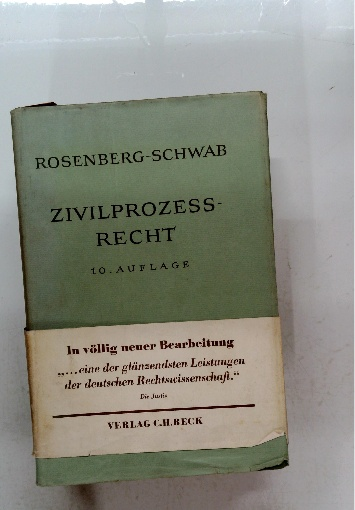 ROSENBERG-SCHWAB
ZIVILPROZESS-
RECHT
10. AUFLAGE
In völlig neuer Bearbeitung
„...eine der glänzendsten Leistungen
der deutschen Rechtswissenschaft.“
Die Justiz
VERLAG C.H.BECK